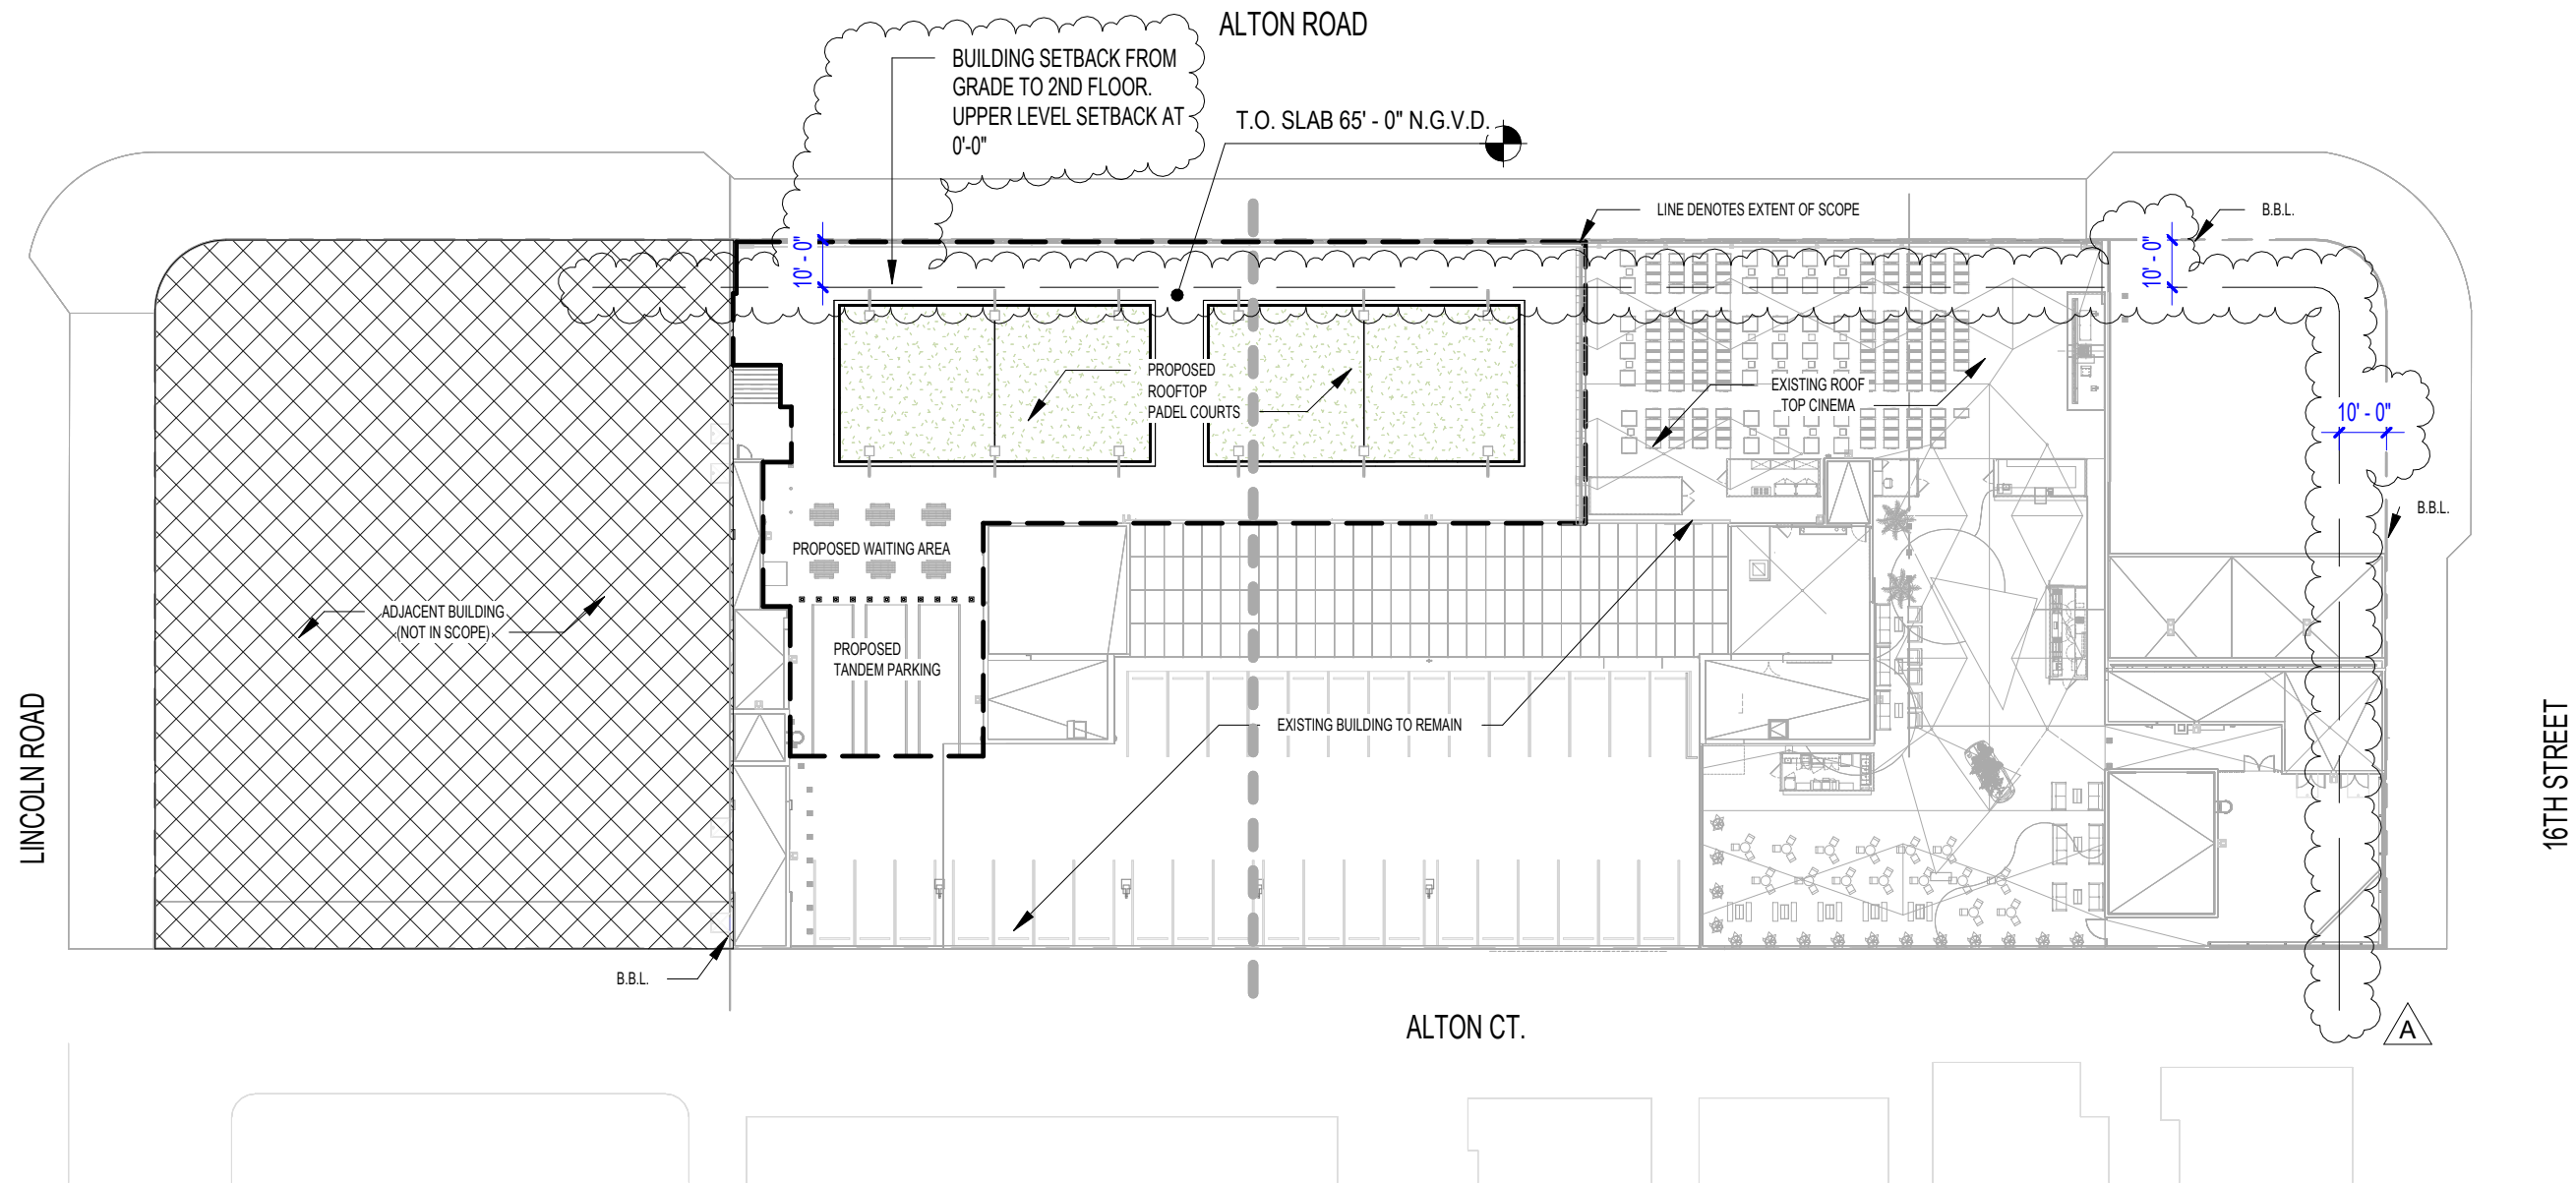 ALTON ROAD
BUILDING SETBACK FROM
GRADE TO 2ND FLOOR.
UPPER LEVEL SETBACK AT
0'-0"
T.O. SLAB 65' - 0" N.G.V.D.
LINE DENOTES EXTENT OF SCOPE
B.B.L.
10' - 0"
10' - 0"
PROPOSED
ROOFTOP
PADEL COURTS
EXISTING ROOF
TOP CINEMA
10' - 0"
B.B.L.
PROPOSED WAITING AREA
ADJACENT BUILDING
(NOT IN SCOPE)
PROPOSED
TANDEM PARKING
EXISTING BUILDING TO REMAIN
LINCOLN ROAD
16TH STREET
B.B.L.
ALTON CT.
A